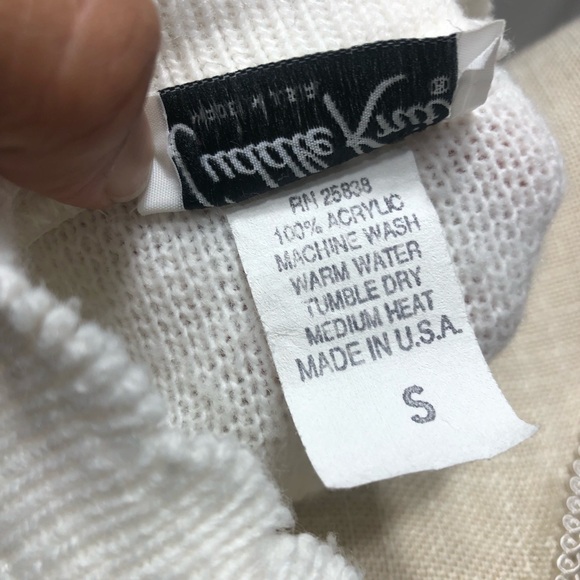 RN 25838
100% ACRYLIC
MACHINE WASH
WARM WATER
TUMBLE DRY
MEDIUM HEAT
MADE IN U.S.A.
S